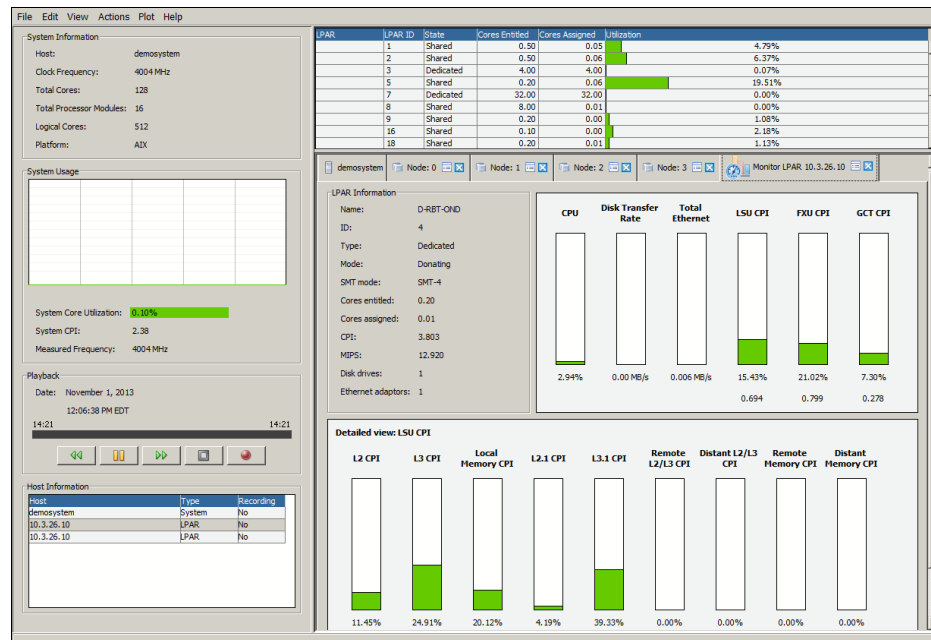 File Edit View Actions Plot Help
System Information
Host: demosystem
Clock Frequency: 4004 MHz
Total Cores: 128
Total Processor Modules: 16
Logical Cores: 512
Platform: AIX
System Usage
System Core Utilization: 0.10%
System CPI: 2.38
Measured Frequency: 4004 MHz
Playback
Date: November 1, 2013
12:06:38 PM EDT
14:21 14:21
Host Information
Host Type Recording
demosystem System No
10.3.26.10 LPAR No
10.3.26.10 LPAR No
LPAR LPAR ID State Cores Entitled Cores Assigned Utilization
1 Shared 0.50 0.05 4.79%
2 Shared 0.50 0.06 6.37%
3 Dedicated 4.00 4.00 0.07%
5 Shared 0.20 0.06 19.51%
7 Dedicated 32.00 32.00 0.00%
8 Shared 8.00 0.01 0.00%
9 Shared 0.20 0.00 1.08%
16 Shared 0.10 0.00 2.18%
18 Shared 0.20 0.01 1.13%
demosystem Node: 0 Node: 1 Node: 2 Node: 3 Monitor LPAR 10.3.26.10
LPAR Information
Name: D-RBT-OND
ID: 4
Type: Dedicated
Mode: Donating
SMT mode: SMT-4
Cores entitled: 0.20
Cores assigned: 0.01
CPI: 3.803
MIPS: 12.920
Disk drives: 1
Ethernet adaptors: 1
CPU Disk Transfer Rate Total Ethernet LSU CPI FXU CPI GCT CPI
2.94% 0.00 MB/s 0.006 MB/s 15.43% 21.02% 7.30%
0.694 0.799 0.278
Detailed view: LSU CPI
L2 CPI L3 CPI Local Memory CPI L2.1 CPI L3.1 CPI Remote L2/L3 CPI Distant L2/L3 CPI Remote Memory CPI Distant Memory CPI
11.45% 24.91% 20.12% 4.19% 39.33% 0.00% 0.00% 0.00% 0.00%